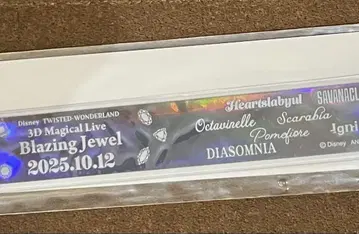 Disney TWISTED-WONDERLAND
3D Magical Live
Blazing Jewel
2025.10.12
Heartslabyul SAVANACL
Octavinelle Scarabia
Pomefiore Igni
DIASOMNIA
© Disney